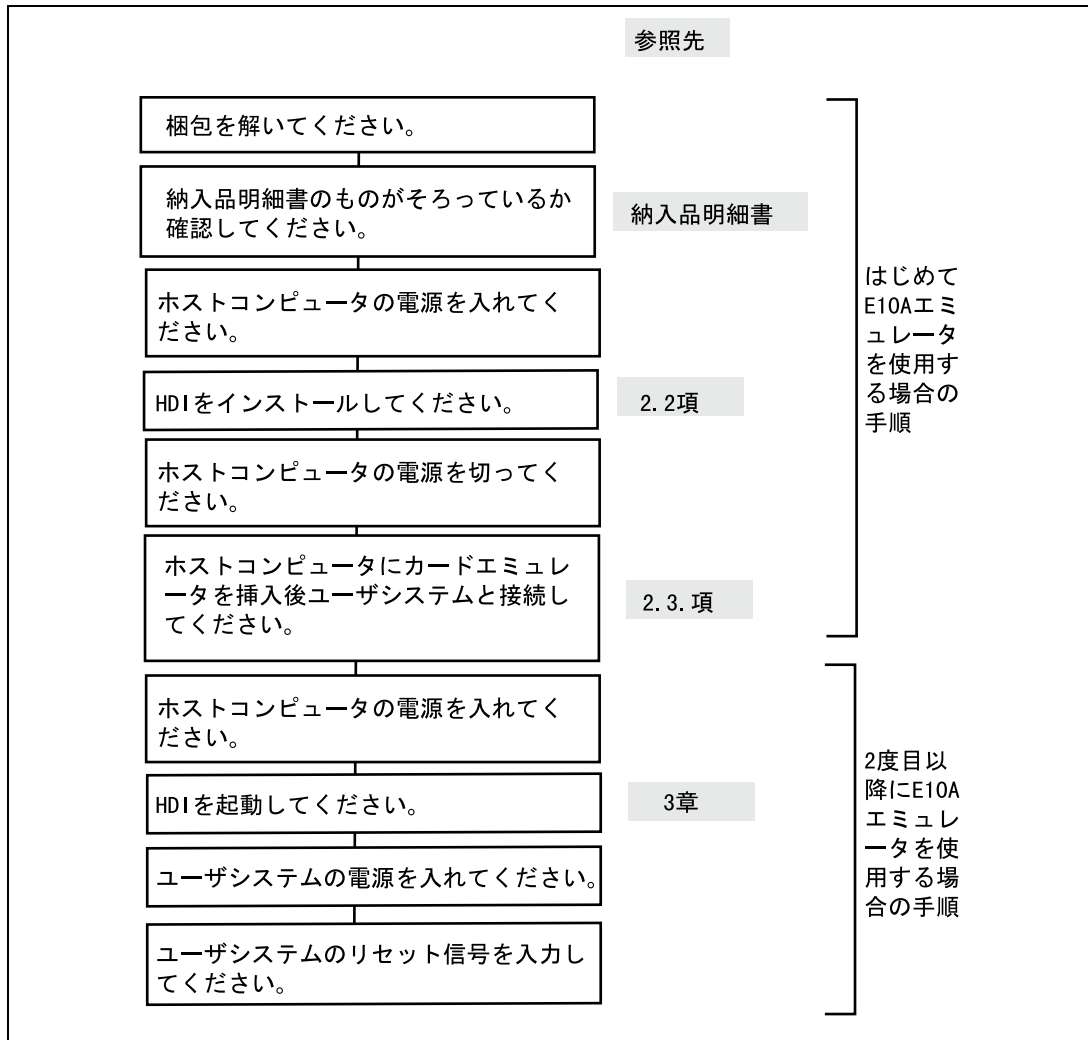 参照先
梱包を解いてください。
納入品明細書のものがそろっているか
確認してください。
納入品明細書
ホストコンピュータの電源を入れてく
ださい。
HDIをインストールしてください。
2.2項
ホストコンピュータの電源を切ってく
ださい。
ホストコンピュータにカードエミュレ
ータを挿入後ユーザシステムと接続し
てください。
2.3.項
はじめて
E10Aエミ
ュレータ
を使用す
る場合の
手順
ホストコンピュータの電源を入れてく
ださい。
HDIを起動してください。
3章
ユーザシステムの電源を入れてください。
ユーザシステムのリセット信号を入力し
てください。
2度目以
降にE10A
エミュレ
ータを使
用する場
合の手順